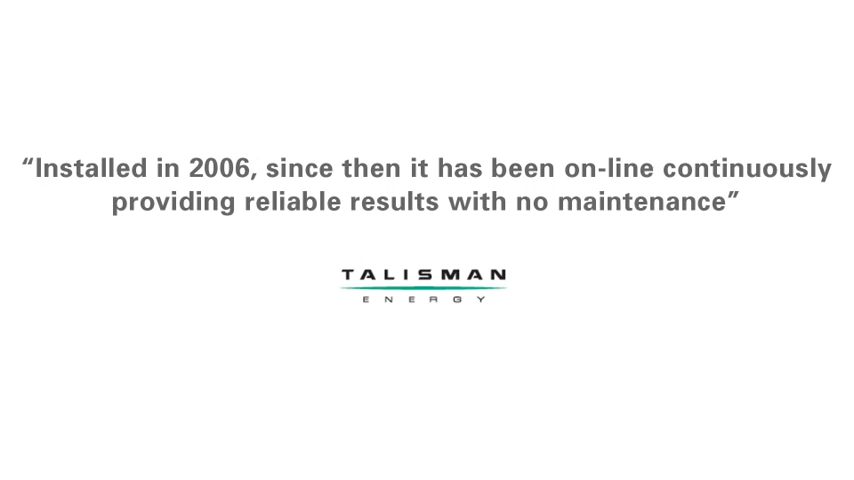 “Installed in 2006, since then it has been on-line continuously
providing reliable results with no maintenance”
TALISMAN
ENERGY